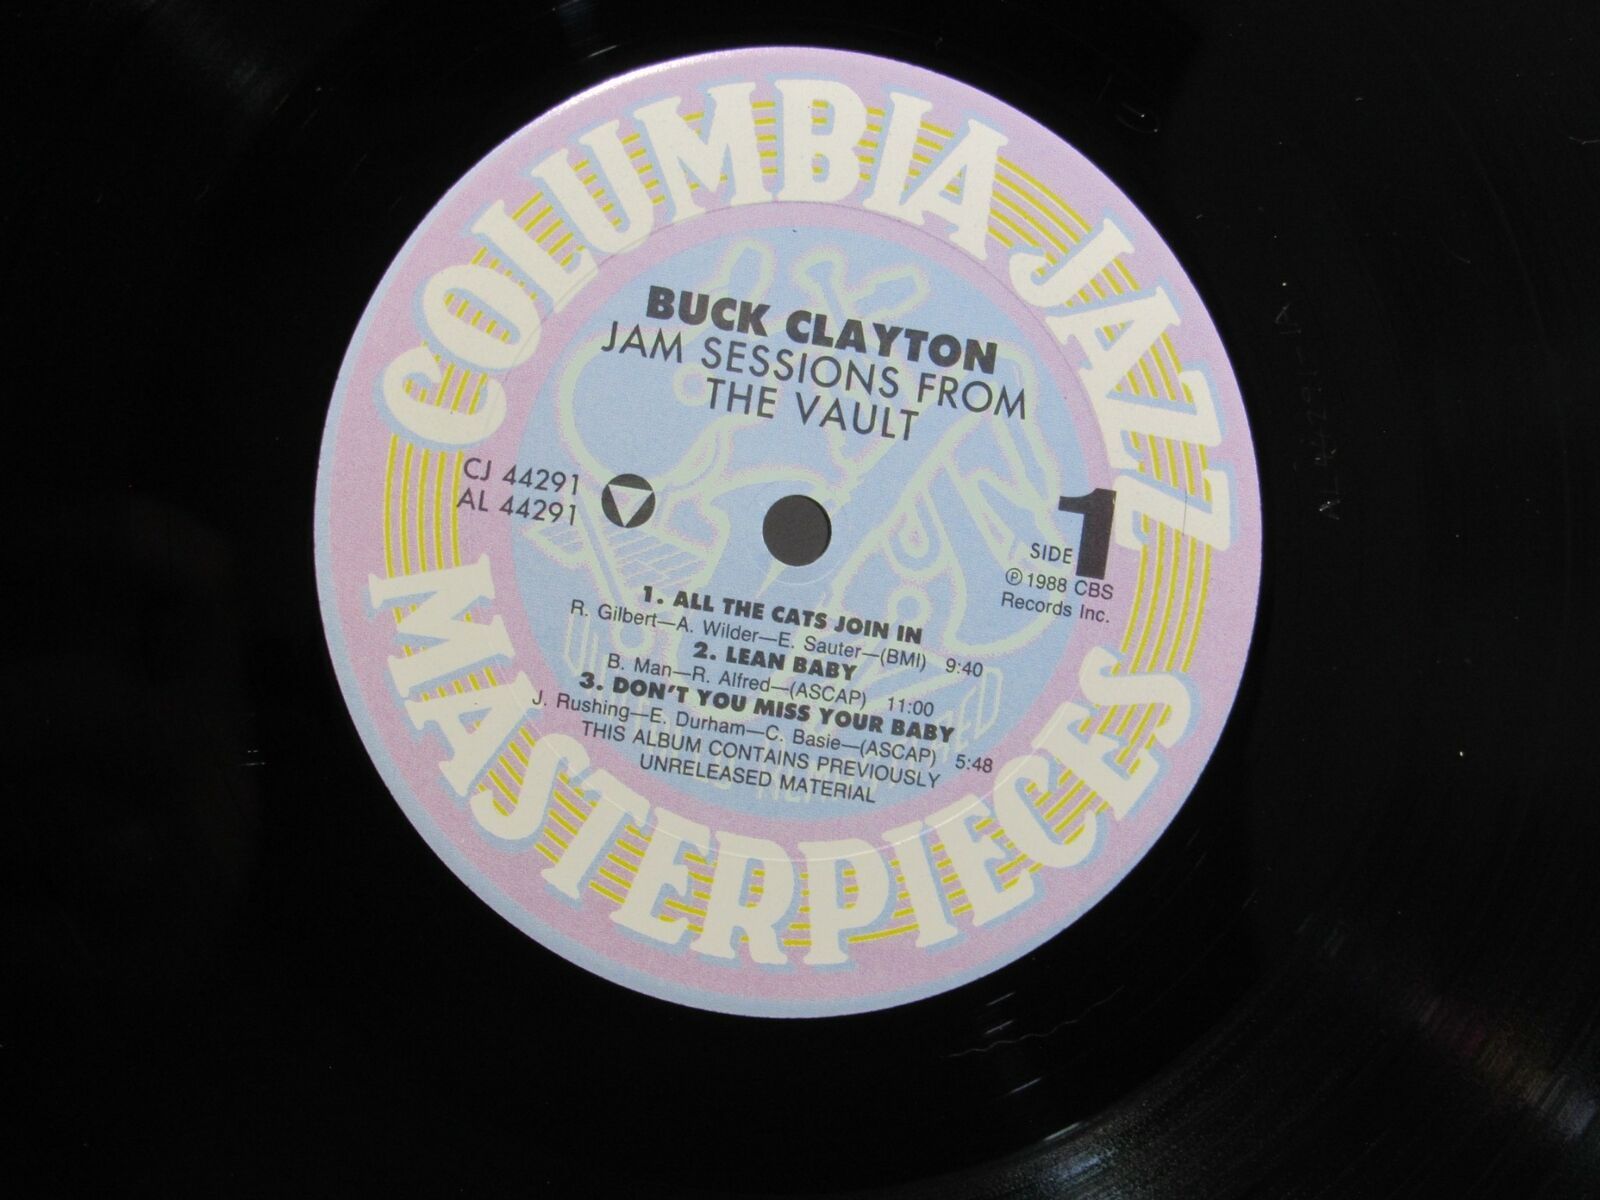 COLUMBIA JAZZ
BUCK CLAYTON
JAM SESSIONS FROM
THE VAULT
CJ 44291
AL 44291
SIDE 1
℗ 1988 CBS
Records Inc.
1. ALL THE CATS JOIN IN
R. Gilbert—A. Wilder—E. Sauter—(BMI) 9:40
2. LEAN BABY
B. Man—R. Alfred—(ASCAP) 11:00
3. DON'T YOU MISS YOUR BABY
J. Rushing—E. Durham—C. Basie—(ASCAP) 5:48
THIS ALBUM CONTAINS PREVIOUSLY
UNRELEASED MATERIAL
MASTERPIECES